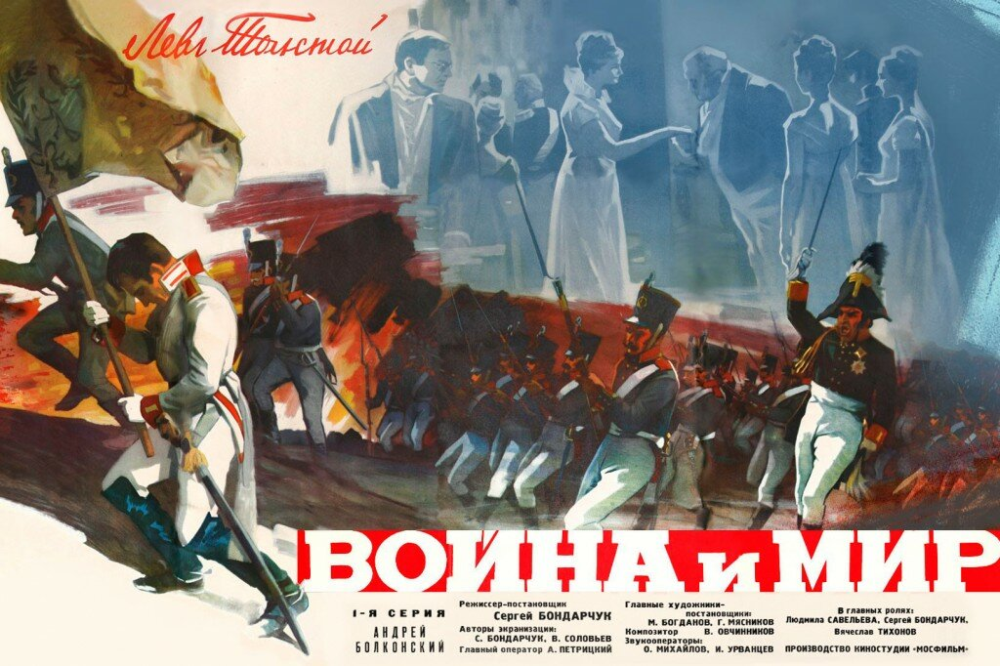 Левъ Толстой
ВОЙНА и МИР
1-Я СЕРИЯ
АНДРЕЙ
БОЛКОНСКИЙ
Режиссер-постановщик
Сергей БОНДАРЧУК
Авторы экранизации:
С. БОНДАРЧУК, В. СОЛОВЬЕВ
Главный оператор А. ПЕТРИЦКИЙ
Главные художники-
постановщики:
М. БОГДАНОВ, Г. МЯСНИКОВ
Композитор В. ОВЧИННИКОВ
Звукооператоры:
О. МИХАЙЛОВ, И. УРВАНЦЕВ
В главных ролях:
Людмила САВЕЛЬЕВА, Сергей БОНДАРЧУК,
Вячеслав ТИХОНОВ
ПРОИЗВОДСТВО КИНОСТУДИИ «МОСФИЛЬМ»